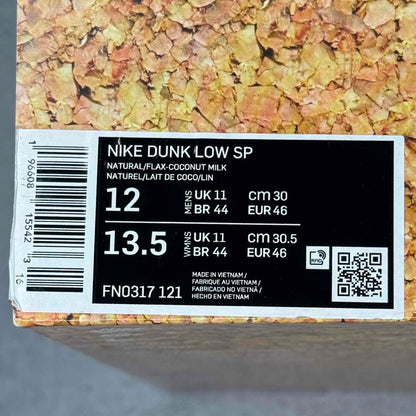 NIKE DUNK LOW SP
NATURAL/FLAX-COCONUT MILK
NATUREL/LAIT DE COCO/LIN
12 MENS UK 11 CM 30
BR 44 EUR 46
13.5 WMNS UK 11 CM 30.5
BR 44 EUR 46
FN0317 121
MADE IN VIETNAM /
FABRIQUE AU VIETNAM /
FABRICADO NO VIETNÃ /
HECHO EN VIETNAM
RFID
1 96608 15542 3